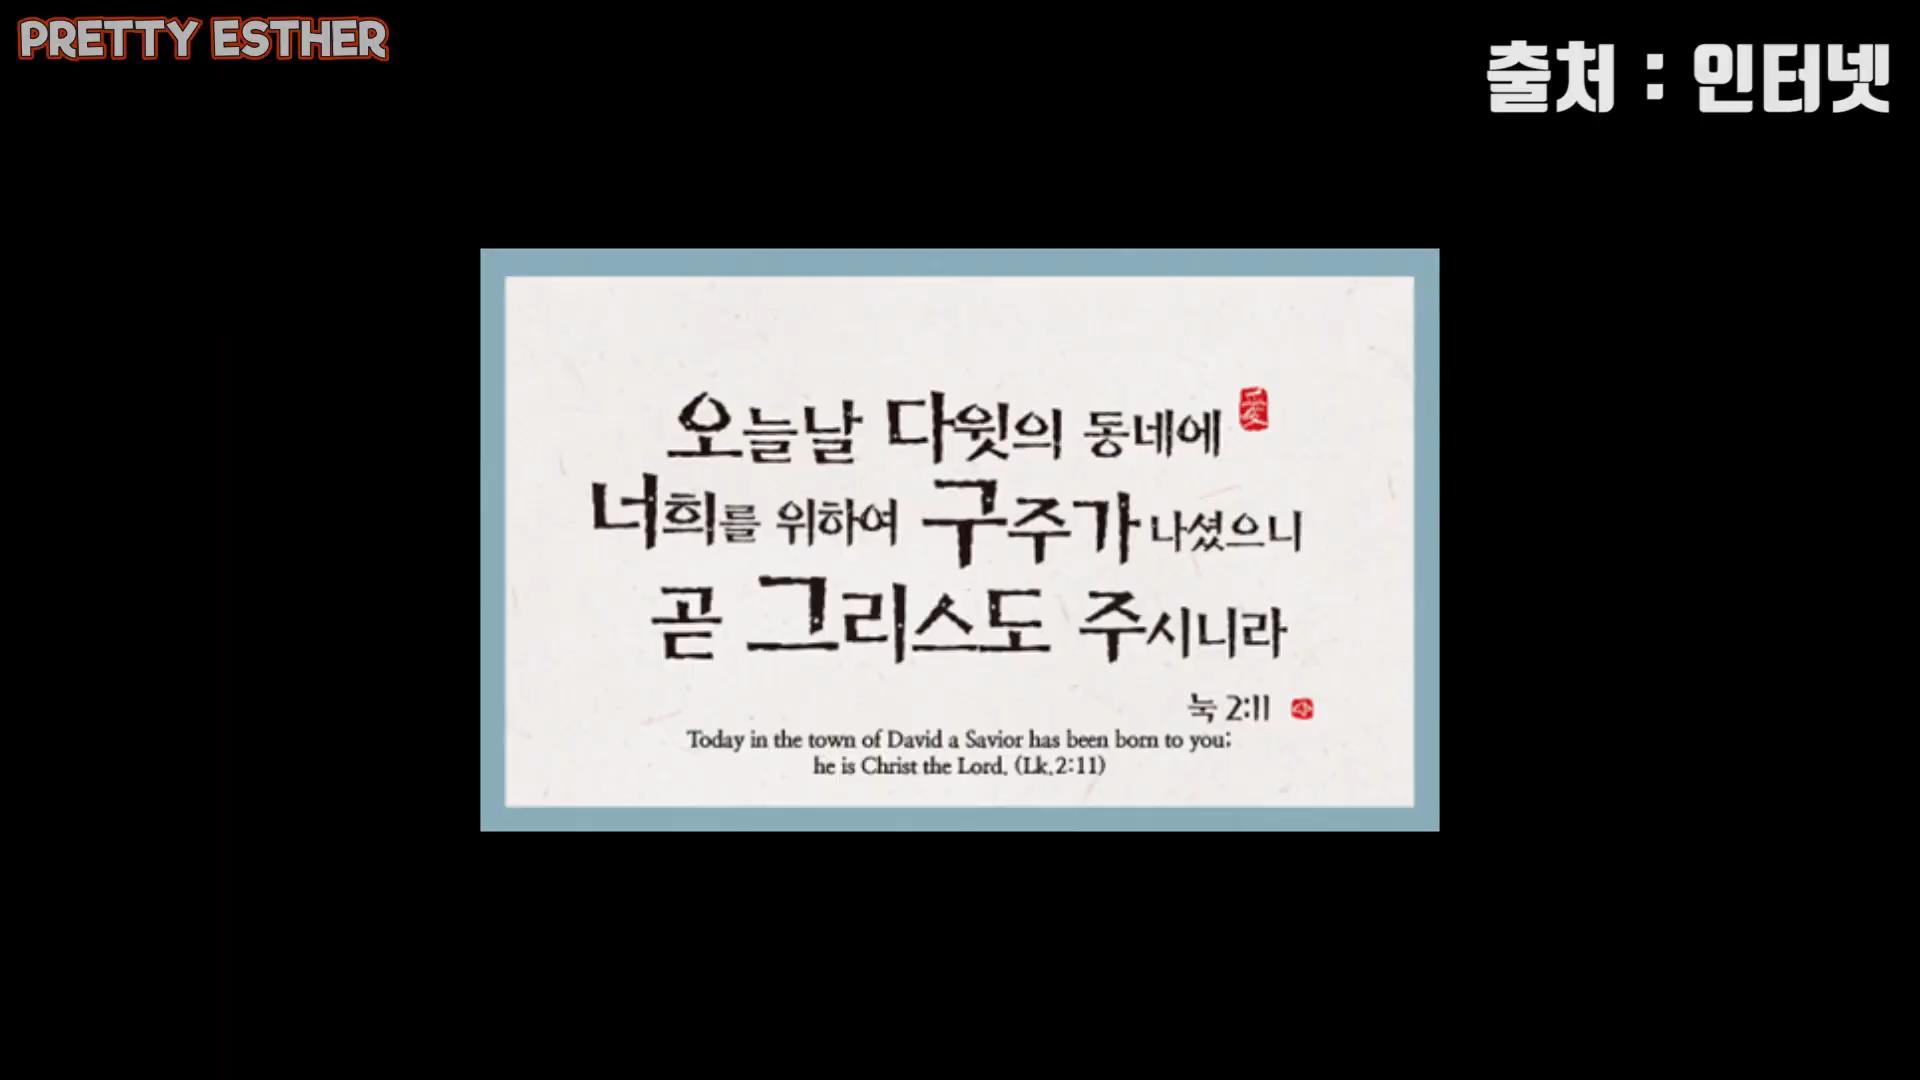 PRETTY ESTHER
출처 : 인터넷
오늘날 다윗의 동네에
너희를 위하여 구주가 나셨으니
곧 그리스도 주시니라
눅 2:11
Today in the town of David a Savior has been born to you;
he is Christ the Lord. (Lk.2:11)